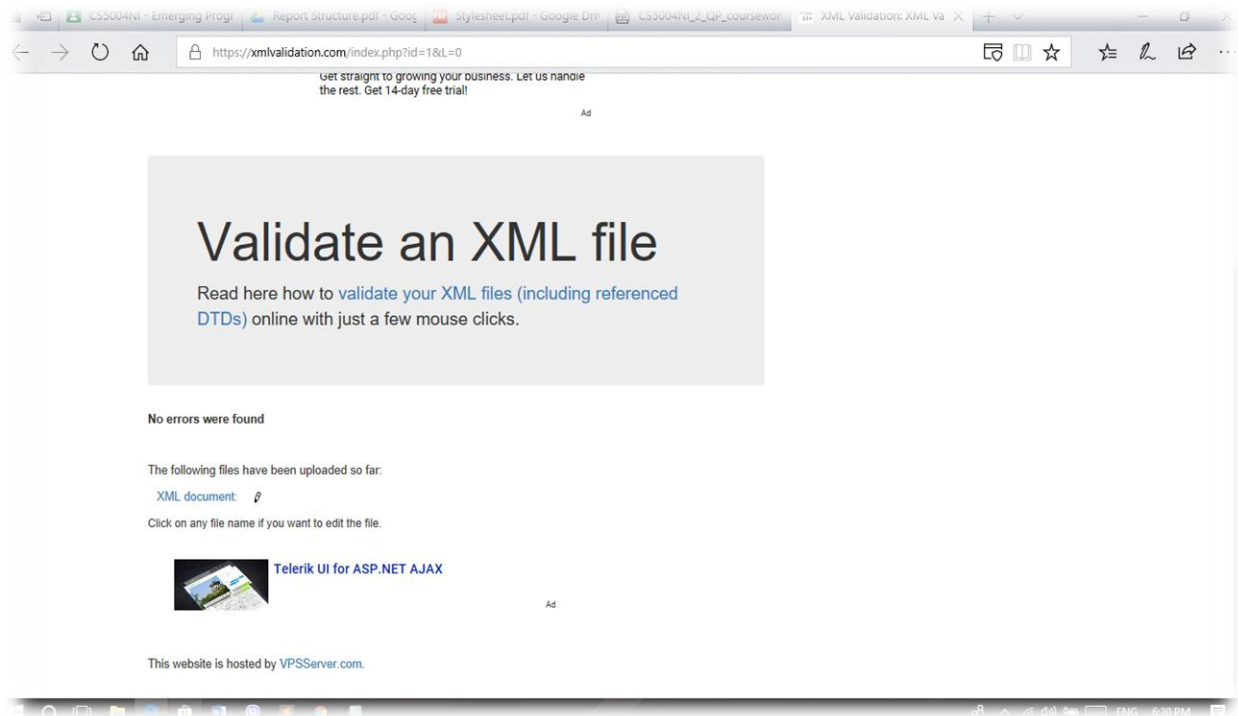 CS5004NI - Emerging Progr
Report Structure.pdf - Goog
Stylesheet.pdf - Google Driv
CS5004NI_2_QP_coursewor
XML Validation: XML Va
https://xmlvalidation.com/index.php?id=1&L=0
Get straight to growing your business. Let us handle
the rest. Get 14-day free trial!
Ad
Validate an XML file
Read here how to validate your XML files (including referenced
DTDs) online with just a few mouse clicks.
No errors were found
The following files have been uploaded so far:
XML document:
Click on any file name if you want to edit the file.
Telerik UI for ASP.NET AJAX
Ad
This website is hosted by VPSServer.com.
ENG
6:29 PM